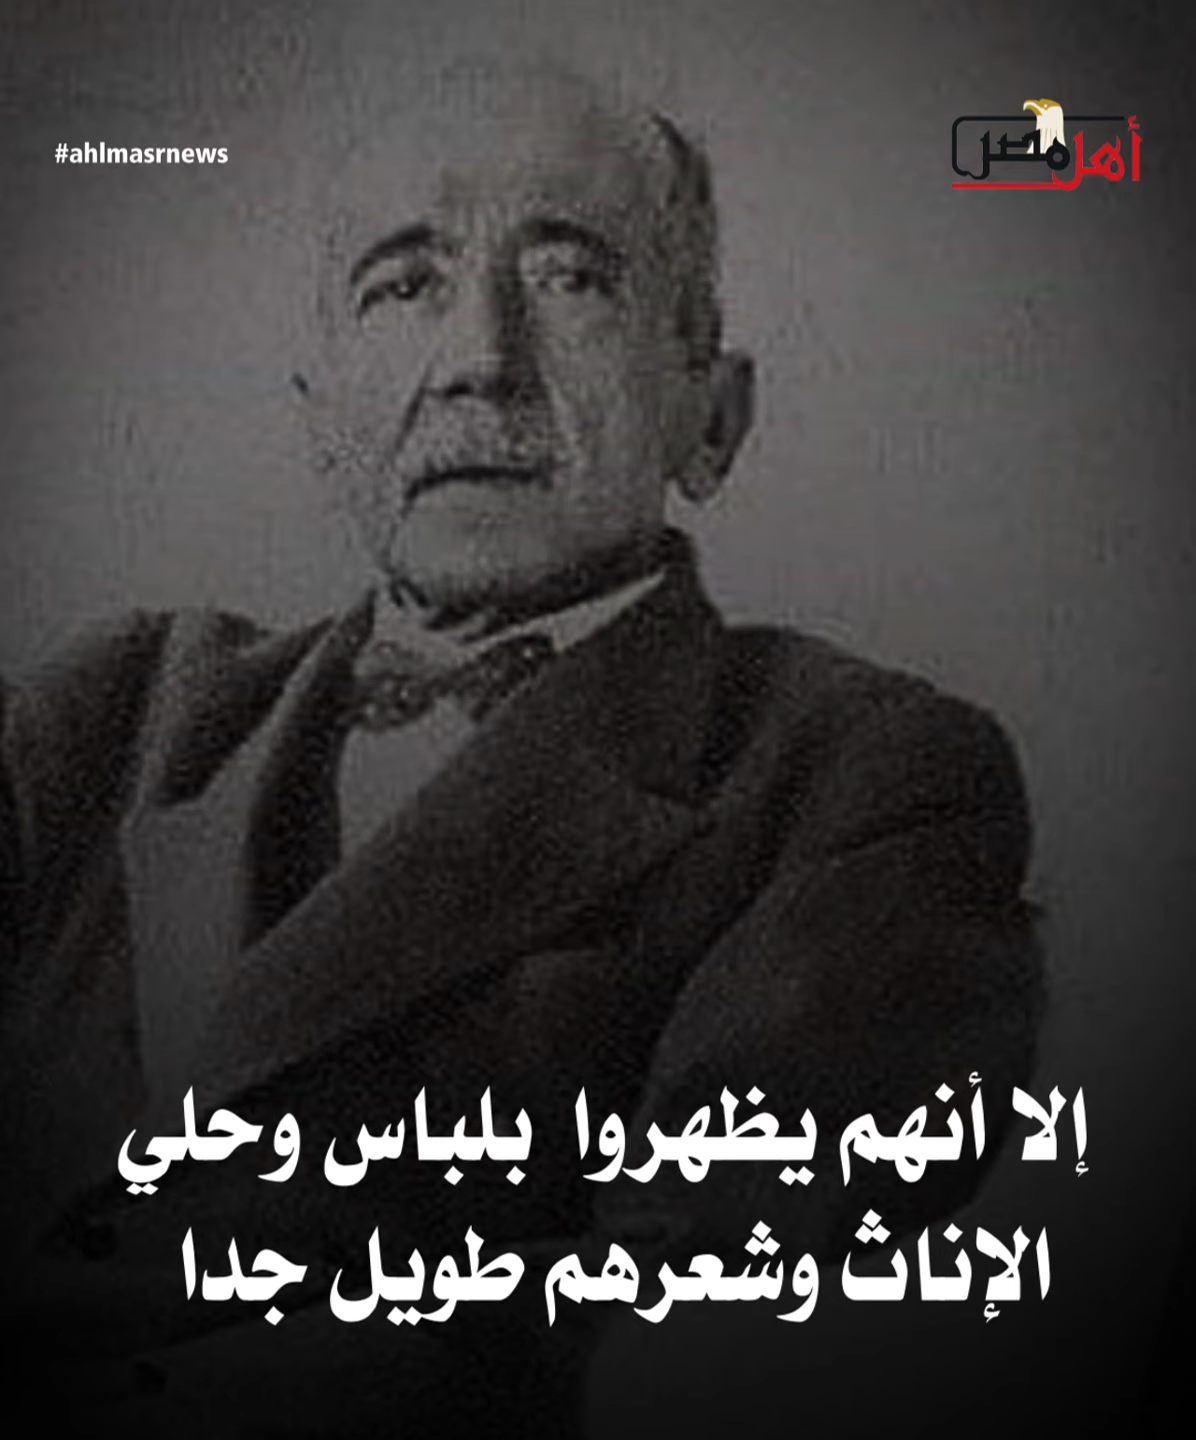 #ahlmasrnews
أهل مصر
إلا أنهم يظهروا بلباس وحلي
الإناث وشعرهم طويل جدا